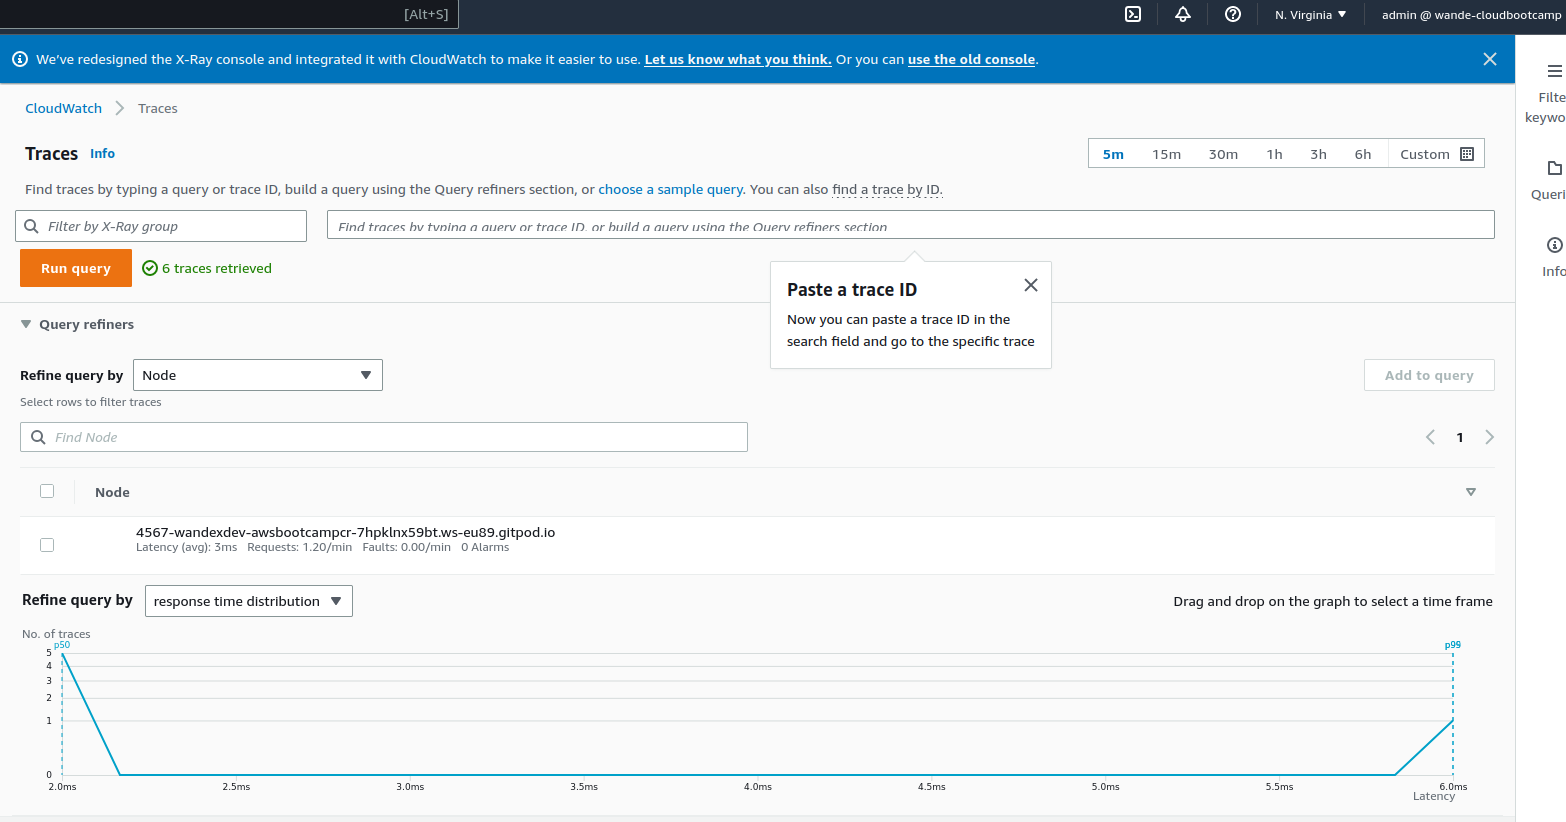 [Alt+S]
N. Virginia
admin @ wande-cloudbootcamp
We've redesigned the X-Ray console and integrated it with CloudWatch to make it easier to use. Let us know what you think. Or you can use the old console.
CloudWatch Traces
Traces Info
5m 15m 30m 1h 3h 6h Custom
Find traces by typing a query or trace ID, build a query using the Query refiners section, or choose a sample query. You can also find a trace by ID.
Filter by X-Ray group
Find traces by typing a query or trace ID, or build a query using the Query refiners section
Run query
6 traces retrieved
Paste a trace ID
Now you can paste a trace ID in the
search field and go to the specific trace
Query refiners
Refine query by Node
Add to query
Select rows to filter traces
Find Node
1
Node
4567-wandexdev-awsbootcampcr-7hpklnx59bt.ws-eu89.gitpod.io
Latency (avg): 3ms Requests: 1.20/min Faults: 0.00/min 0 Alarms
Refine query by response time distribution
Drag and drop on the graph to select a time frame
No. of traces
p50
p99
5
4
3
2
1
0
2.0ms 2.5ms 3.0ms 3.5ms 4.0ms 4.5ms 5.0ms 5.5ms 6.0ms
Latency
Filte
keywo
Queri
Info